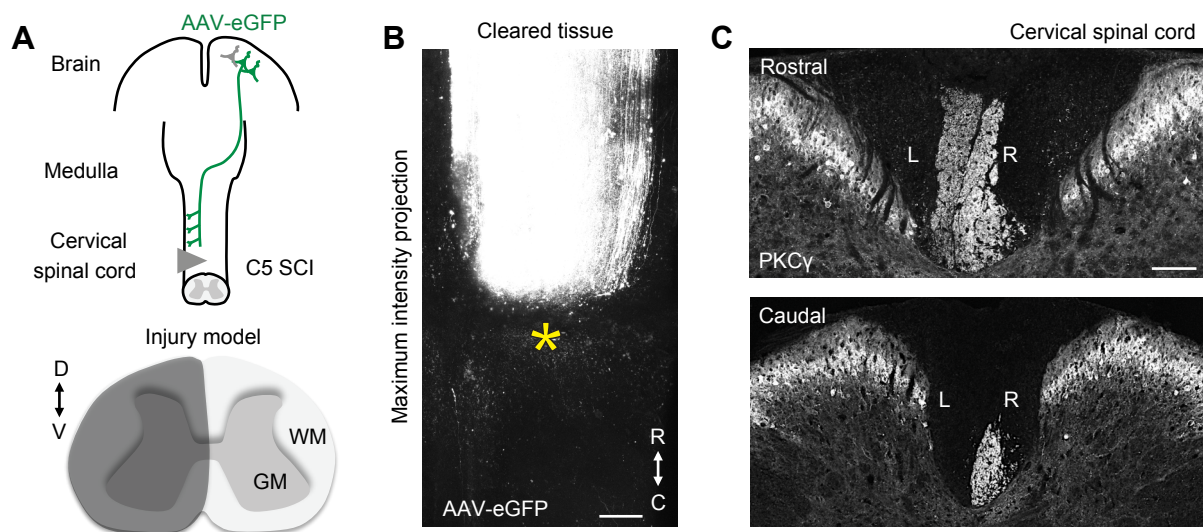 A
AAV-eGFP
Brain
Medulla
Cervical
spinal cord
C5 SCI
Injury model
D
V
WM
GM
B
Cleared tissue
Maximum intensity projection
R
C
AAV-eGFP
C
Cervical spinal cord
Rostral
L
R
PKCγ
Caudal
L
R